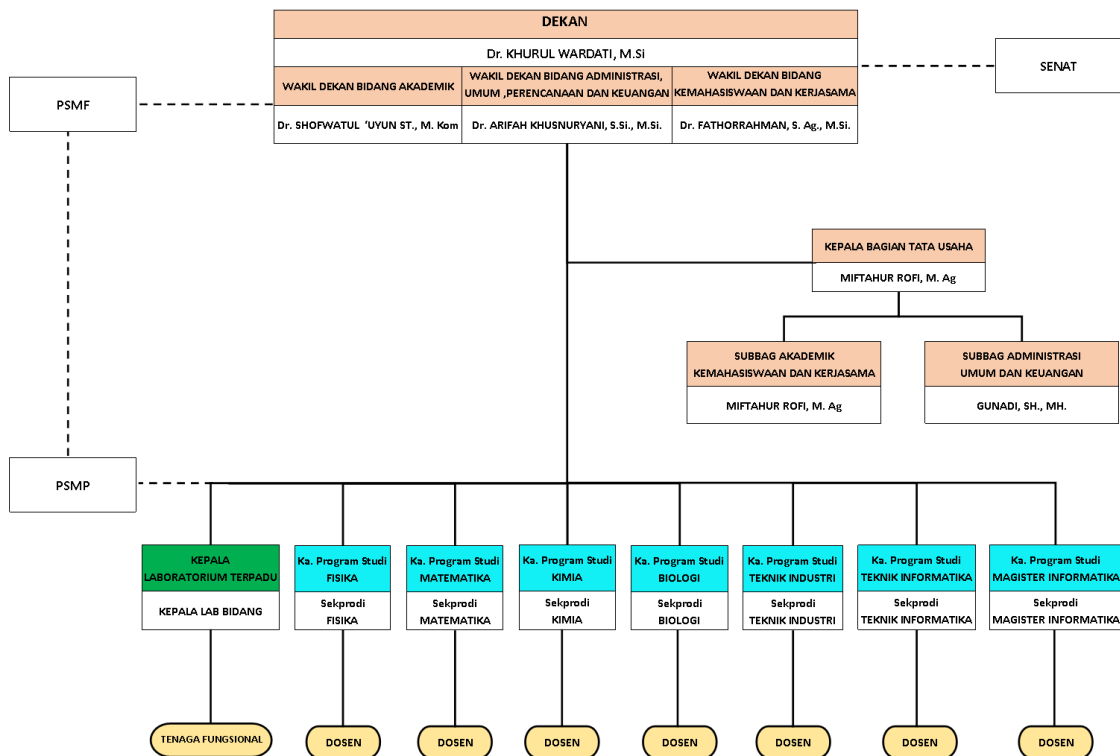 DEKAN
Dr. KHURUL WARDATI, M.Si
WAKIL DEKAN BIDANG AKADEMIK
WAKIL DEKAN BIDANG ADMINISTRASI,
UMUM ,PERENCANAAN DAN KEUANGAN
WAKIL DEKAN BIDANG
KEMAHASISWAAN DAN KERJASAMA
Dr. SHOFWATUL 'UYUN ST., M. Kom
Dr. ARIFAH KHUSNURYANI, S.Si., M.Si.
Dr. FATHORRAHMAN, S. Ag., M.Si.
SENAT
PSMF
KEPALA BAGIAN TATA USAHA
MIFTAHUR ROFI, M. Ag
SUBBAG AKADEMIK
KEMAHASISWAAN DAN KERJASAMA
MIFTAHUR ROFI, M. Ag
SUBBAG ADMINISTRASI
UMUM DAN KEUANGAN
GUNADI, SH., MH.
PSMP
KEPALA
LABORATORIUM TERPADU
KEPALA LAB BIDANG
Ka. Program Studi
FISIKA
Sekprodi
FISIKA
Ka. Program Studi
MATEMATIKA
Sekprodi
MATEMATIKA
Ka. Program Studi
KIMIA
Sekprodi
KIMIA
Ka. Program Studi
BIOLOGI
Sekprodi
BIOLOGI
Ka. Program Studi
TEKNIK INDUSTRI
Sekprodi
TEKNIK INDUSTRI
Ka. Program Studi
TEKNIK INFORMATIKA
Sekprodi
TEKNIK INFORMATIKA
Ka. Program Studi
MAGISTER INFORMATIKA
Sekprodi
MAGISTER INFORMATIKA
TENAGA FUNGSIONAL
DOSEN
DOSEN
DOSEN
DOSEN
DOSEN
DOSEN
DOSEN